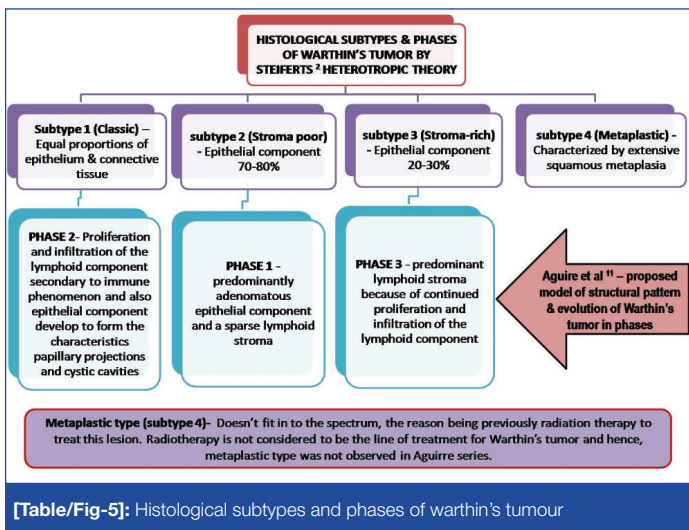 HISTOLOGICAL SUBTYPES & PHASES
OF WARTHIN'S TUMOR BY
STEIFERTS ² HETEROTROPIC THEORY
Subtype 1 (Classic) –
Equal proportions of
epithelium & connective
tissue
subtype 2 (Stroma poor)
- Epithelial component
70-80%
subtype 3 (Stroma-rich)
- Epithelial component
20-30%
subtype 4 (Metaplastic) -
Characterized by extensive
squamous metaplasia
PHASE 2- Proliferation
and infiltration of the
lymphoid component
secondary to immune
phenomenon and also
epithelial component
develop to form the
characteristics
papillary projections
and cystic cavities
PHASE 1 -
predominantly
adenomatous
epithelial component
and a sparse lymphoid
stroma
PHASE 3 - predominant
lymphoid stroma
because of continued
proliferation and
infiltration of the
lymphoid component
Aguire et al ¹¹ – proposed
model of structural pattern
& evolution of Warthin's
tumor in phases
Metaplastic type (subtype 4)- Doesn't fit in to the spectrum, the reason being previously radiation therapy to
treat this lesion. Radiotherapy is not considered to be the line of treatment for Warthin's tumor and hence,
metaplastic type was not observed in Aguirre series.
[Table/Fig-5]: Histological subtypes and phases of warthin's tumour